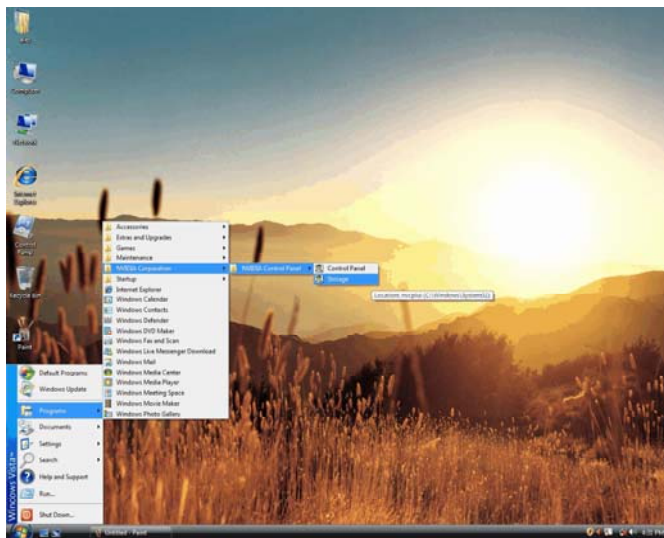 Computer
Network
Internet
Explorer
Control
Panel
Recycle Bin
Paint
Accessories
Extras and Upgrades
Games
Maintenance
NVIDIA Corporation
Startup
Internet Explorer
Windows Calendar
Windows Contacts
Windows Defender
Windows DVD Maker
Windows Fax and Scan
Windows Live Messenger Download
Windows Mail
Windows Media Center
Windows Media Player
Windows Meeting Space
Windows Movie Maker
Windows Photo Gallery
NVIDIA Control Panel
Control Panel
Storage
Default Programs
Windows Update
Programs
Documents
Settings
Search
Help and Support
Run...
Shut Down...
Windows Vista™
Untitled - Paint